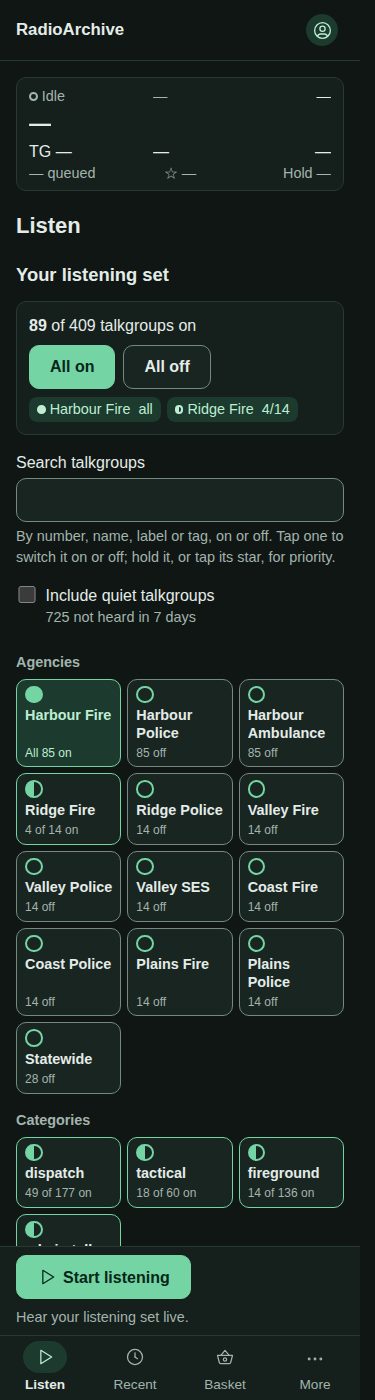 RadioArchive
Idle — —
—
TG — — —
— queued ☆ — Hold —
Listen
Your listening set
89 of 409 talkgroups on
All on All off
Harbour Fire all Ridge Fire 4/14
Search talkgroups
By number, name, label or tag, on or off. Tap one to
switch it on or off; hold it, or tap its star, for priority.
Include quiet talkgroups
725 not heard in 7 days
Agencies
Harbour Fire
All 85 on
Harbour
Police
85 off
Harbour
Ambulance
85 off
Ridge Fire
4 of 14 on
Ridge Police
14 off
Valley Fire
14 off
Valley Police
14 off
Valley SES
14 off
Coast Fire
14 off
Coast Police
14 off
Plains Fire
14 off
Plains
Police
14 off
Statewide
28 off
Categories
dispatch
49 of 177 on
tactical
18 of 60 on
fireground
14 of 136 on
Start listening
Hear your listening set live.
Listen Recent Basket More